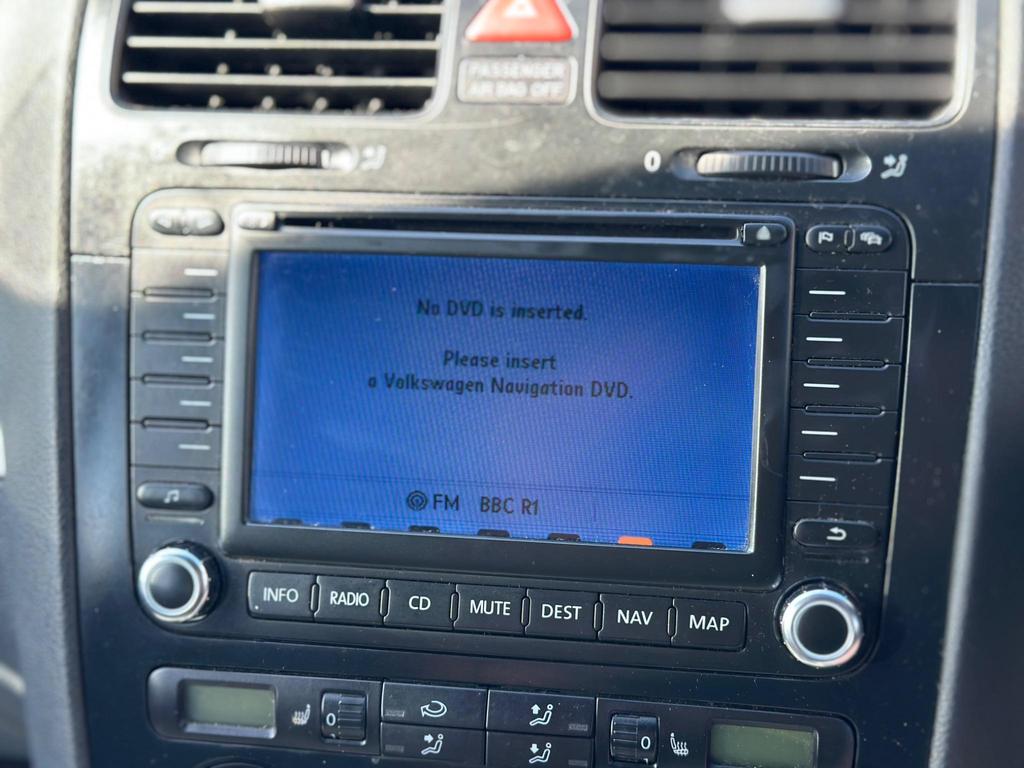 PASSENGER
AIR BAG OFF
0
No DVD is inserted.
Please insert
a Volkswagen Navigation DVD.
FM BBC R1
INFO RADIO CD MUTE DEST NAV MAP
0
0